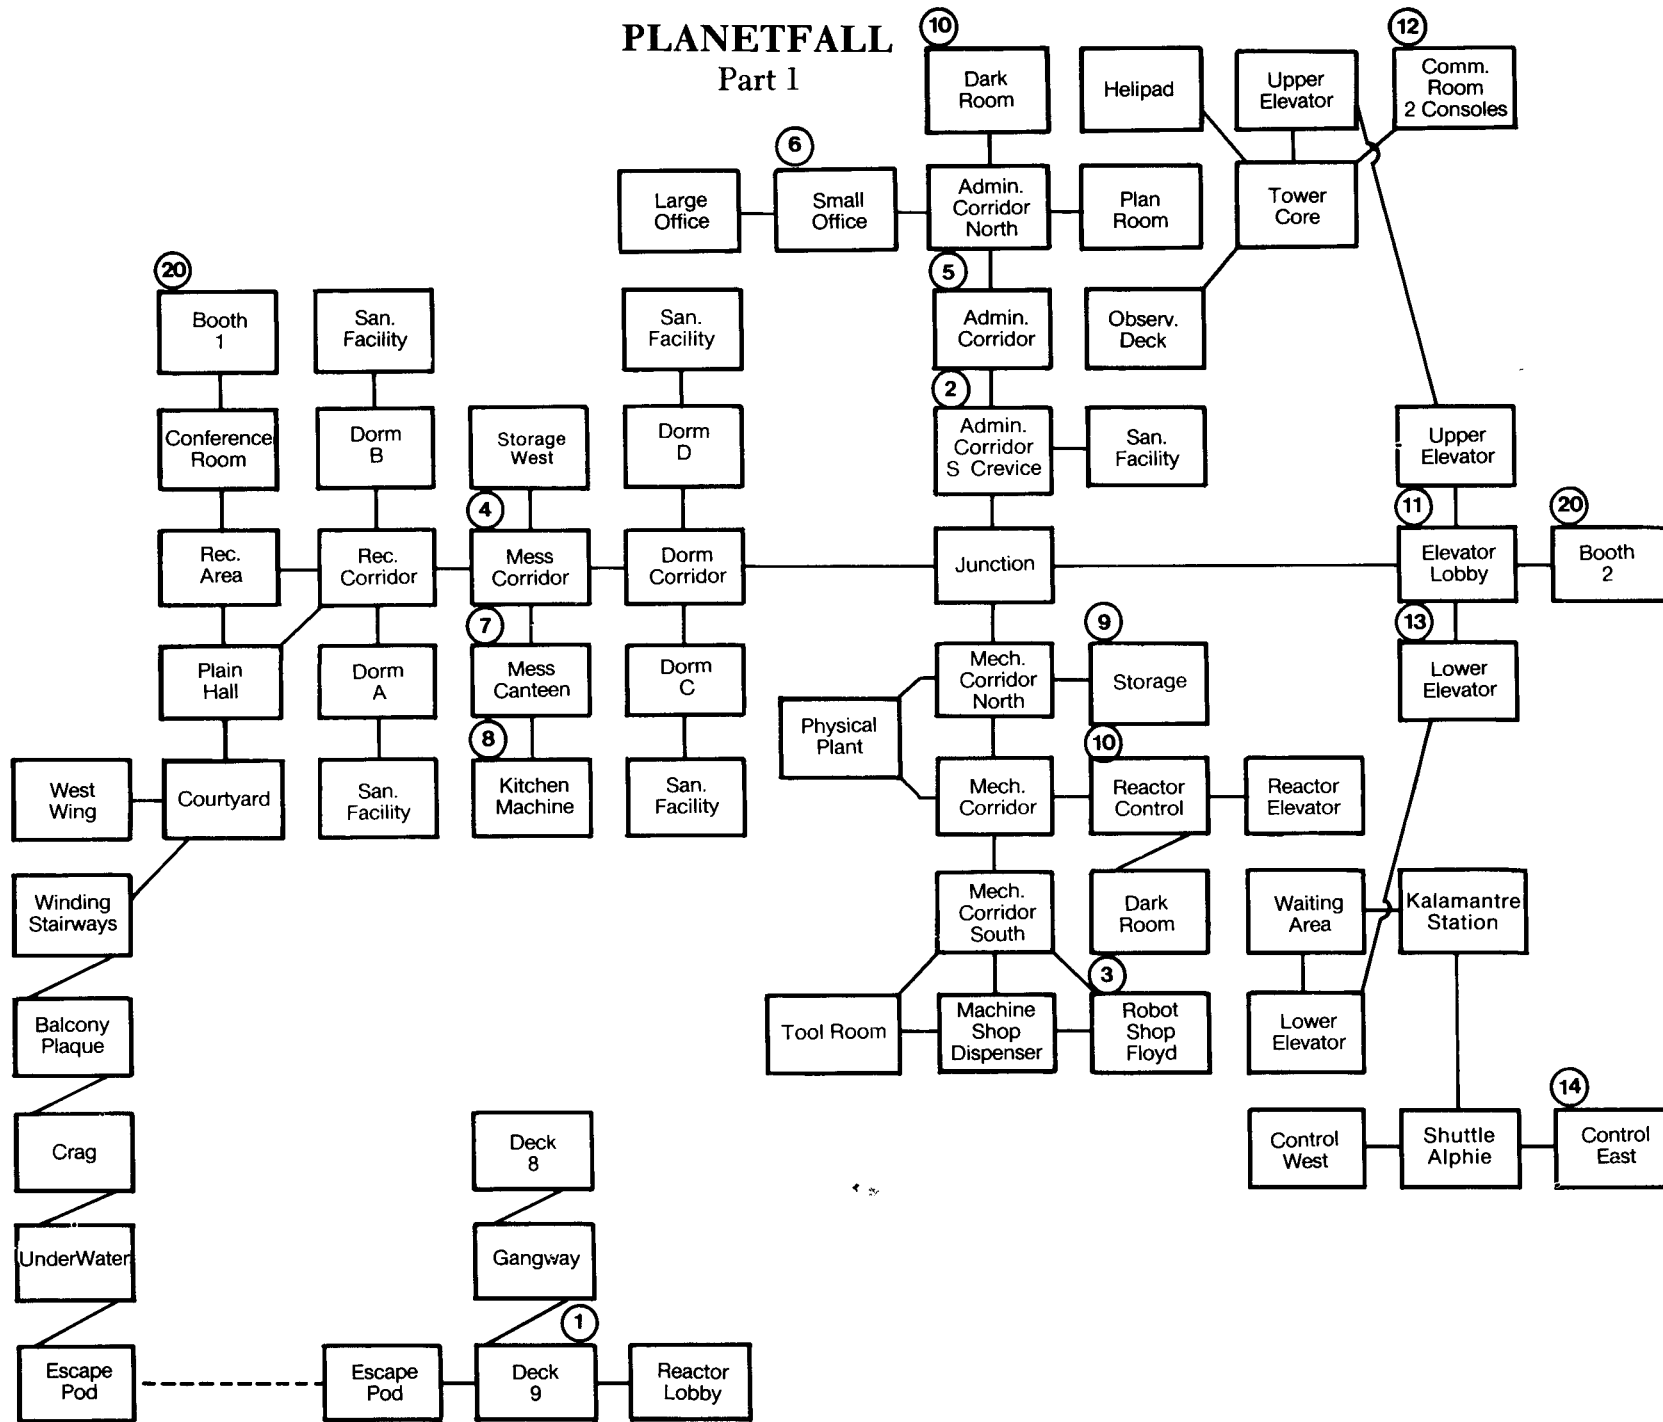 PLANETFALL
Part 1
10
12
Dark
Room
Helipad
Upper
Elevator
Comm.
Room
2 Consoles
6
Large
Office
Small
Office
Admin.
Corridor
North
Plan
Room
Tower
Core
20
5
Booth
1
San.
Facility
San.
Facility
Admin.
Corridor
Observ.
Deck
2
Conference
Room
Dorm
B
Storage
West
Dorm
D
Admin.
Corridor
S Crevice
San.
Facility
Upper
Elevator
4
11
20
Rec.
Area
Rec.
Corridor
Mess
Corridor
Dorm
Corridor
Junction
Elevator
Lobby
Booth
2
7
9
13
Plain
Hall
Dorm
A
Mess
Canteen
Dorm
C
Mech.
Corridor
North
Storage
Lower
Elevator
Physical
Plant
8
10
West
Wing
Courtyard
San.
Facility
Kitchen
Machine
San.
Facility
Mech.
Corridor
Reactor
Control
Reactor
Elevator
Winding
Stairways
Mech.
Corridor
South
Dark
Room
Waiting
Area
Kalamantre
Station
3
Balcony
Plaque
Tool Room
Machine
Shop
Dispenser
Robot
Shop
Floyd
Lower
Elevator
14
Crag
Deck
8
Control
West
Shuttle
Alphie
Control
East
UnderWater
Gangway
1
Escape
Pod
Escape
Pod
Deck
9
Reactor
Lobby